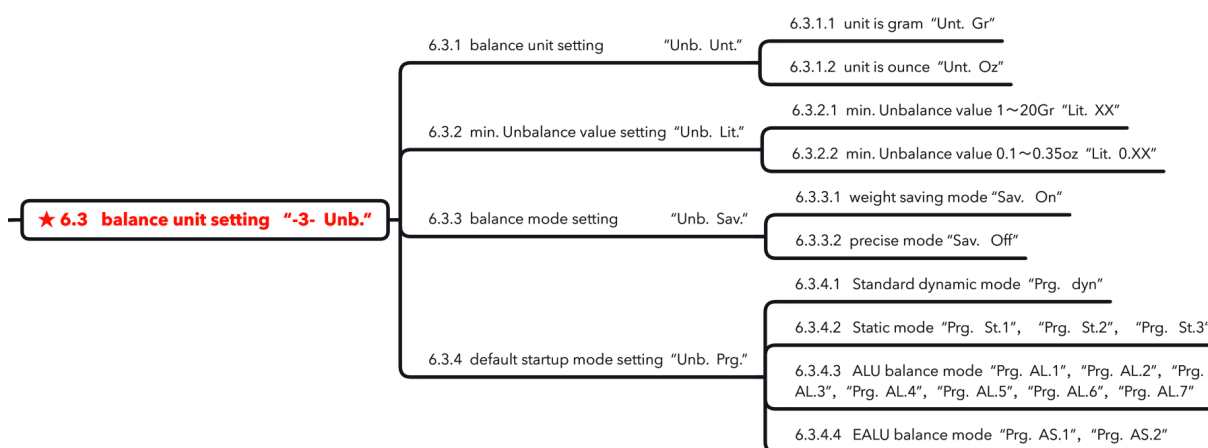 ★ 6.3 balance unit setting “-3- Unb.”
6.3.1 balance unit setting “Unb. Unt.”
6.3.1.1 unit is gram “Unt. Gr”
6.3.1.2 unit is ounce “Unt. Oz”
6.3.2 min. Unbalance value setting “Unb. Lit.”
6.3.2.1 min. Unbalance value 1～20Gr “Lit. XX”
6.3.2.2 min. Unbalance value 0.1～0.35oz “Lit. 0.XX”
6.3.3 balance mode setting “Unb. Sav.”
6.3.3.1 weight saving mode “Sav. On”
6.3.3.2 precise mode “Sav. Off”
6.3.4 default startup mode setting “Unb. Prg.”
6.3.4.1 Standard dynamic mode “Prg. dyn”
6.3.4.2 Static mode “Prg. St.1”, “Prg. St.2”, “Prg. St.3”
6.3.4.3 ALU balance mode “Prg. AL.1”, “Prg. AL.2”, “Prg.
AL.3”, “Prg. AL.4”, “Prg. AL.5”, “Prg. AL.6”, “Prg. AL.7”
6.3.4.4 EALU balance mode “Prg. AS.1”, “Prg. AS.2”